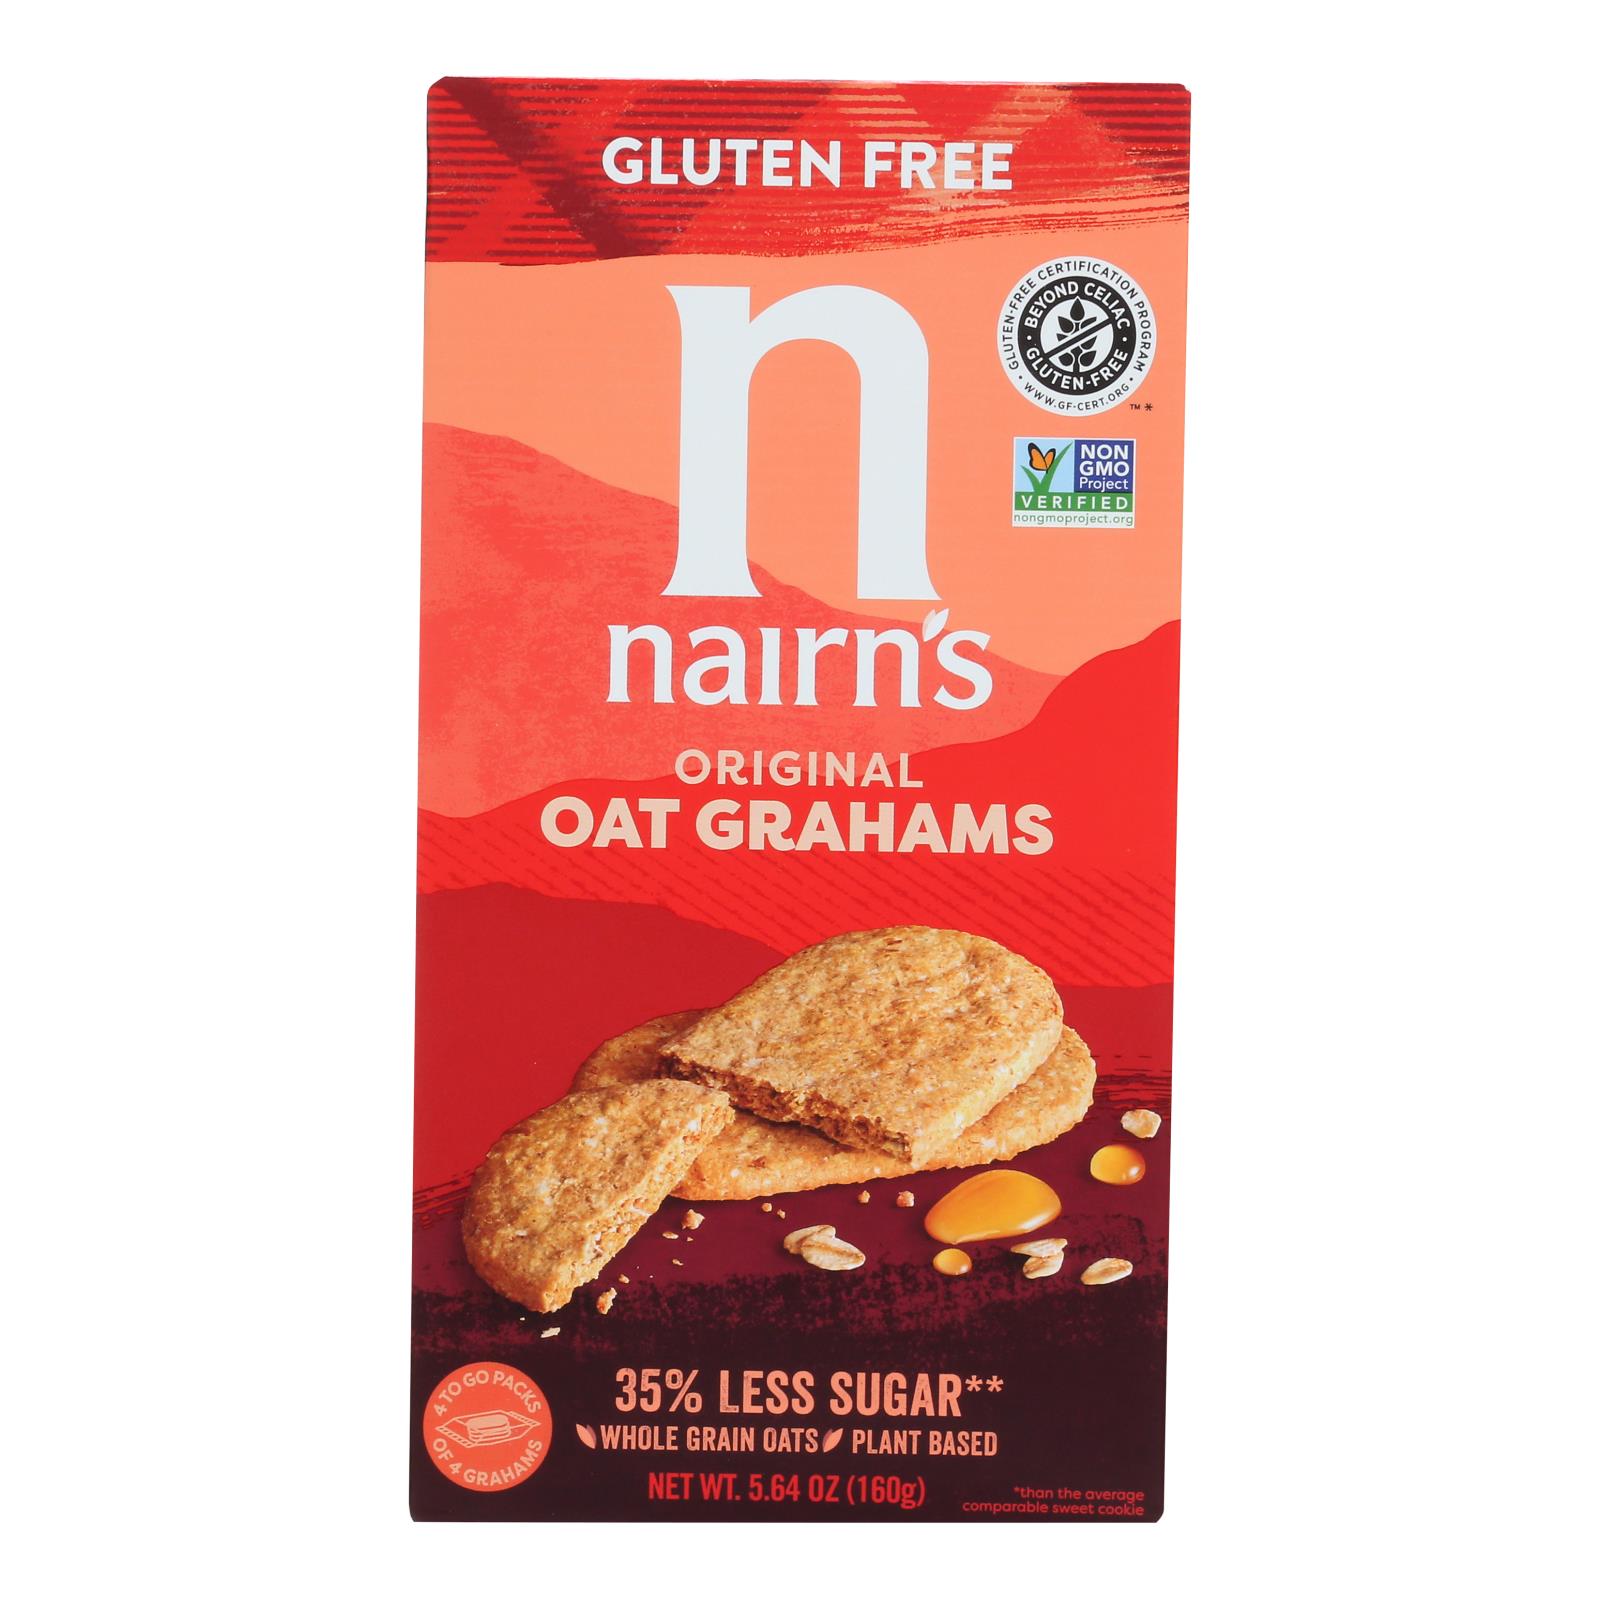 GLUTEN FREE
n
GLUTEN-FREE CERTIFICATION PROGRAM
BEYOND CELIAC
GLUTEN-FREE
WWW.GF-CERT.ORG
TM *
NON
GMO
Project
VERIFIED
nongmoproject.org
nairn's
ORIGINAL
OAT GRAHAMS
4 TO GO PACKS
OF 4 GRAHAMS
35% LESS SUGAR**
WHOLE GRAIN OATS PLANT BASED
NET WT. 5.64 OZ (160g)
*than the average
comparable sweet cookie